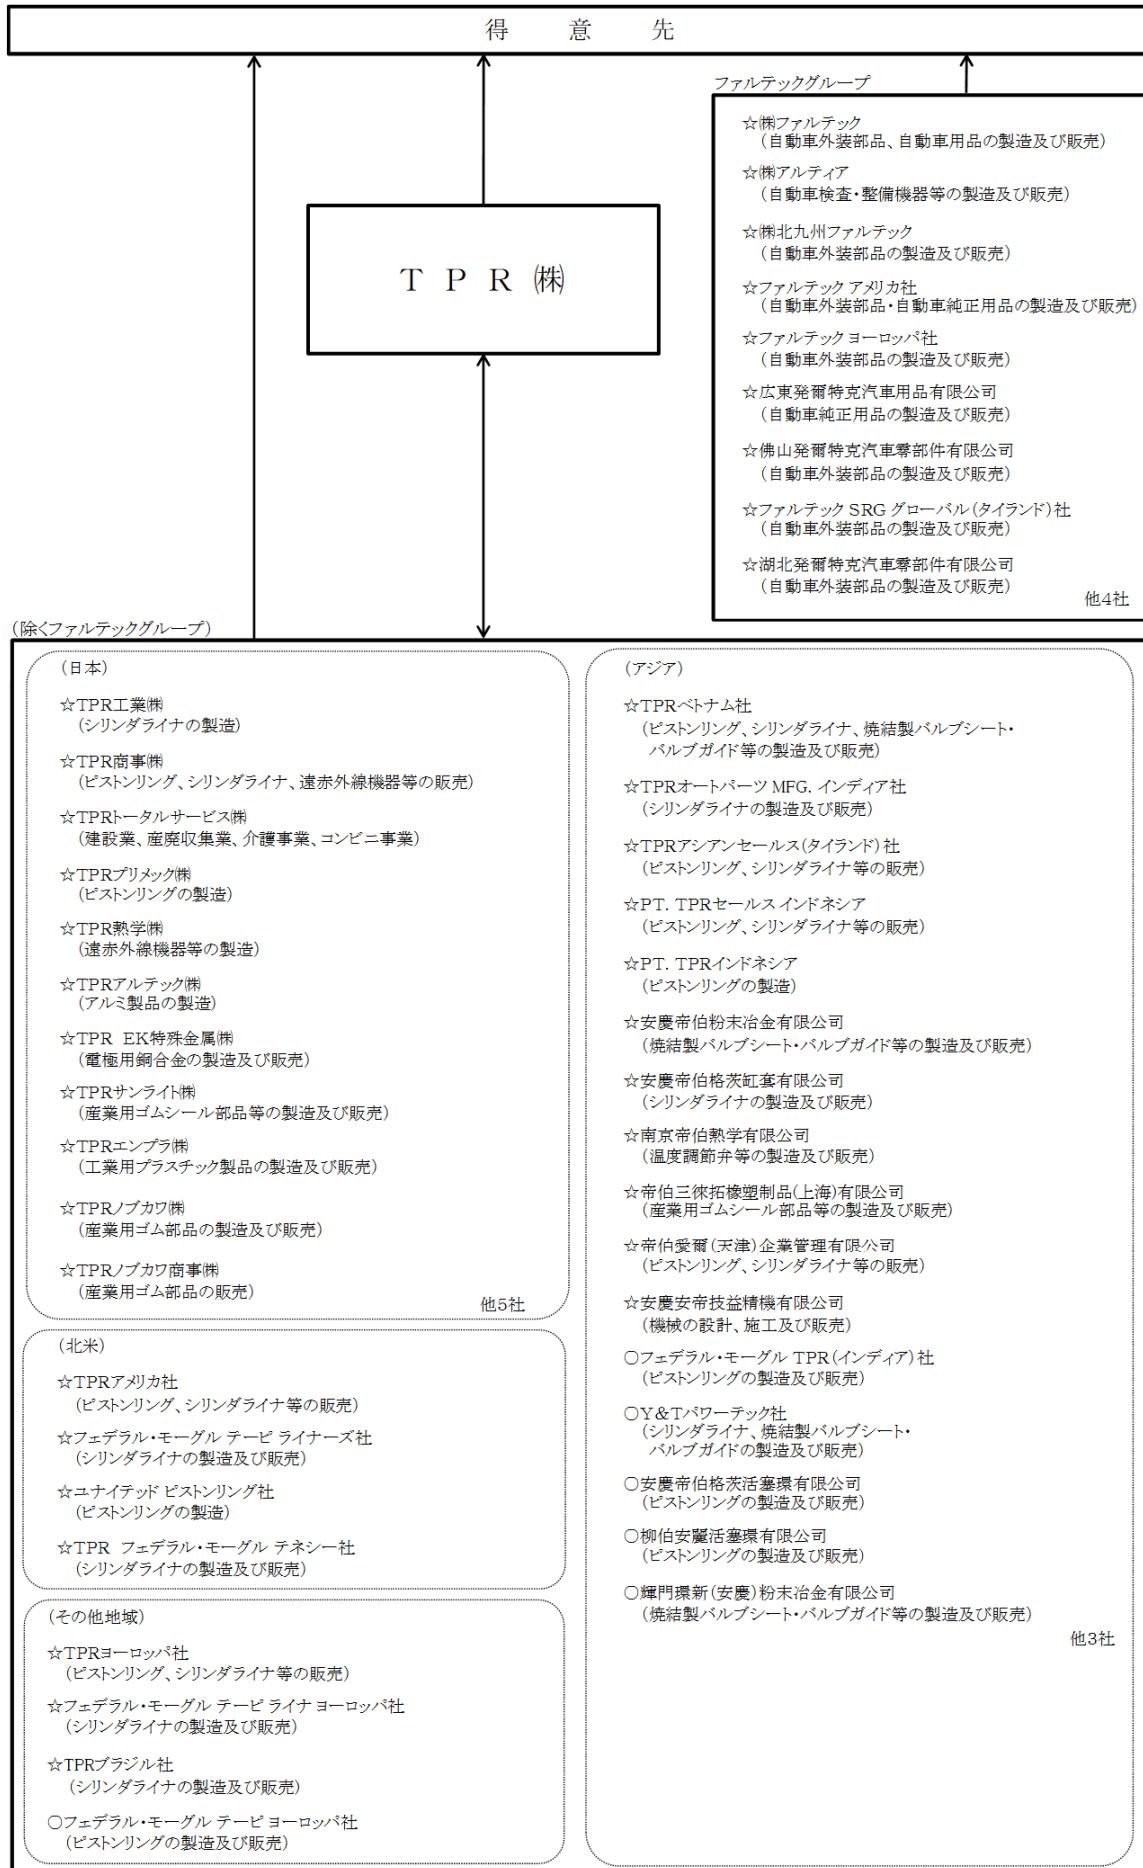 得 意 先
ファルテックグループ
☆㈱ファルテック
(自動車外装部品、自動車用品の製造及び販売)
☆㈱アルティア
(自動車検査・整備機器等の製造及び販売)
☆㈱北九州ファルテック
(自動車外装部品の製造及び販売)
☆ファルテック アメリカ社
(自動車外装部品・自動車純正用品の製造及び販売)
☆ファルテック ヨーロッパ社
(自動車外装部品の製造及び販売)
☆広東発爾特克汽車用品有限公司
(自動車純正用品の製造及び販売)
☆佛山発爾特克汽車零部件有限公司
(自動車外装部品の製造及び販売)
☆ファルテック SRG グローバル(タイランド)社
(自動車外装部品の製造及び販売)
☆湖北発爾特克汽車零部件有限公司
(自動車外装部品の製造及び販売)
他4社
T P R ㈱
(除くファルテックグループ)
(日本)
☆TPR工業㈱
(シリンダライナの製造)
☆TPR商事㈱
(ピストンリング、シリンダライナ、遠赤外線機器等の販売)
☆TPRトータルサービス㈱
(建設業、産廃収集業、介護事業、コンビニ事業)
☆TPRプリメック㈱
(ピストンリングの製造)
☆TPR熱学㈱
(遠赤外線機器等の製造)
☆TPRアルテック㈱
(アルミ製品の製造)
☆TPR EK特殊金属㈱
(電極用銅合金の製造及び販売)
☆TPRサンライト㈱
(産業用ゴムシール部品等の製造及び販売)
☆TPRエンプラ㈱
(工業用プラスチック製品の製造及び販売)
☆TPRノブカワ㈱
(産業用ゴム部品の製造及び販売)
☆TPRノブカワ商事㈱
(産業用ゴム部品の販売)
他5社
(北米)
☆TPRアメリカ社
(ピストンリング、シリンダライナ等の販売)
☆フェデラル・モーグル テーピ ライナーズ社
(シリンダライナの製造及び販売)
☆ユナイテッド ピストンリング社
(ピストンリングの製造)
☆TPR フェデラル・モーグル テネシー社
(シリンダライナの製造及び販売)
(その他地域)
☆TPRヨーロッパ社
(ピストンリング、シリンダライナ等の販売)
☆フェデラル・モーグル テーピ ライナ ヨーロッパ社
(シリンダライナの製造及び販売)
☆TPRブラジル社
(シリンダライナの製造及び販売)
○フェデラル・モーグル テーピ ヨーロッパ社
(ピストンリングの製造及び販売)
(アジア)
☆TPRベトナム社
(ピストンリング、シリンダライナ、焼結製バルブシート・
バルブガイド等の製造及び販売)
☆TPRオートパーツ MFG. インディア社
(シリンダライナの製造及び販売)
☆TPRアシアンセールス(タイランド)社
(ピストンリング、シリンダライナ等の販売)
☆PT. TPRセールス インドネシア
(ピストンリング、シリンダライナ等の販売)
☆PT. TPRインドネシア
(ピストンリングの製造)
☆安慶帝伯粉末冶金有限公司
(焼結製バルブシート・バルブガイド等の製造及び販売)
☆安慶帝伯格茨缸套有限公司
(シリンダライナの製造及び販売)
☆南京帝伯熱学有限公司
(温度調節弁等の製造及び販売)
☆帝伯三徠拓橡塑制品(上海)有限公司
(産業用ゴムシール部品等の製造及び販売)
☆帝伯愛爾(天津)企業管理有限公司
(ピストンリング、シリンダライナ等の販売)
☆安慶安帝技益精機有限公司
(機械の設計、施工及び販売)
○フェデラル・モーグル TPR(インディア)社
(ピストンリングの製造及び販売)
○Y&Tパワーテック社
(シリンダライナ、焼結製バルブシート・
バルブガイドの製造及び販売)
○安慶帝伯格茨活塞環有限公司
(ピストンリングの製造及び販売)
○柳伯安麗活塞環有限公司
(ピストンリングの製造及び販売)
○輝門環新(安慶)粉末冶金有限公司
(焼結製バルブシート・バルブガイド等の製造及び販売)
他3社